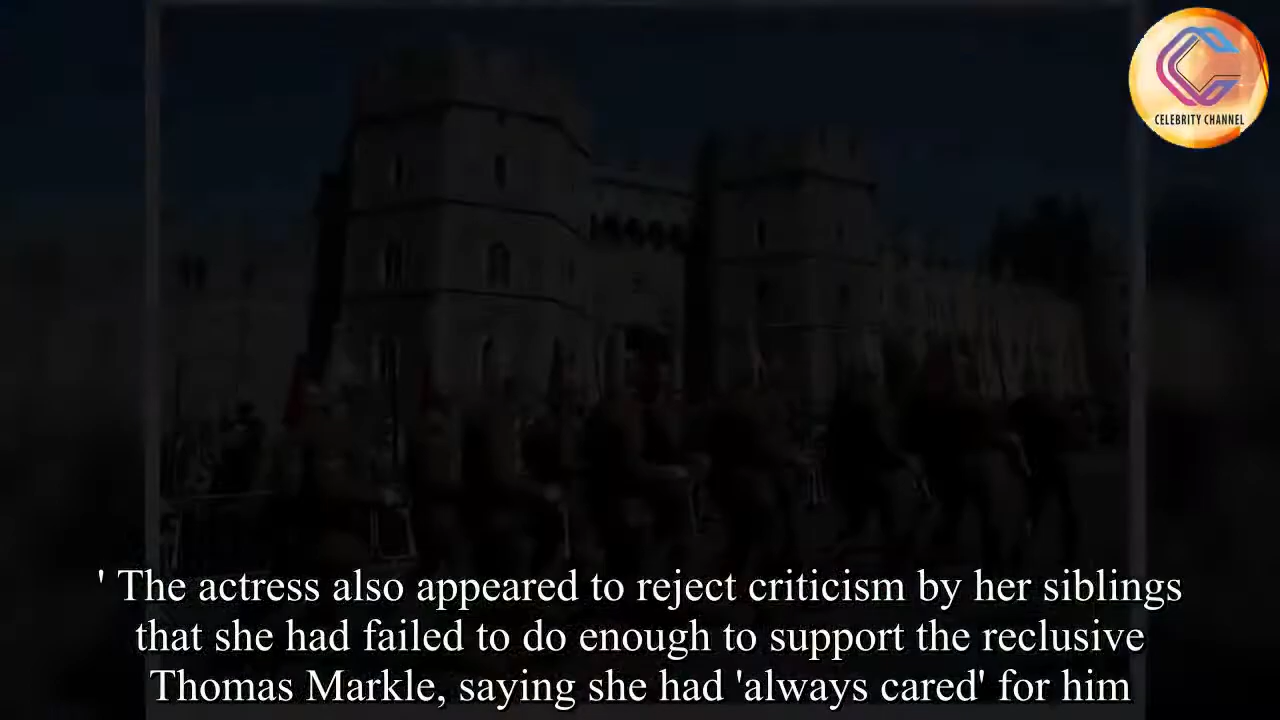 CELEBRITY CHANNEL
' The actress also appeared to reject criticism by her siblings
that she had failed to do enough to support the reclusive
Thomas Markle, saying she had 'always cared' for him